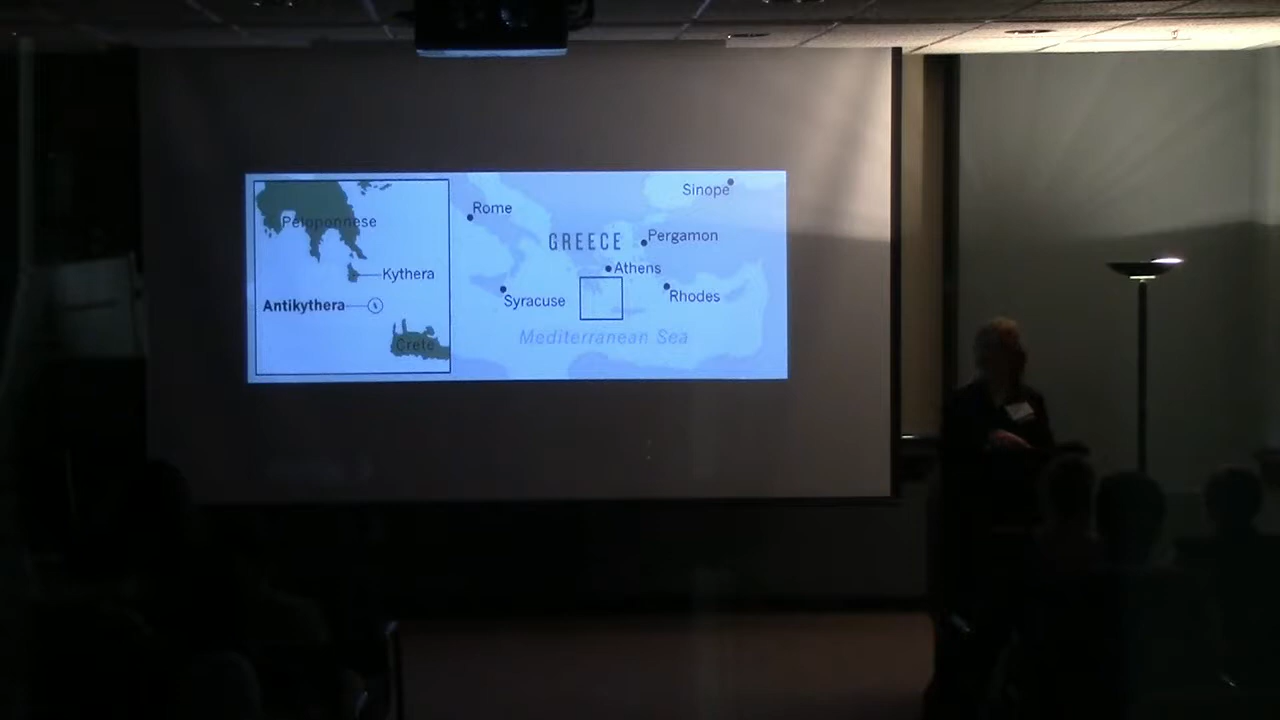 Peloponnese
Kythera
Antikythera
Crete
Sinope
Rome
GREECE
Pergamon
Athens
Syracuse
Rhodes
Mediterranean Sea